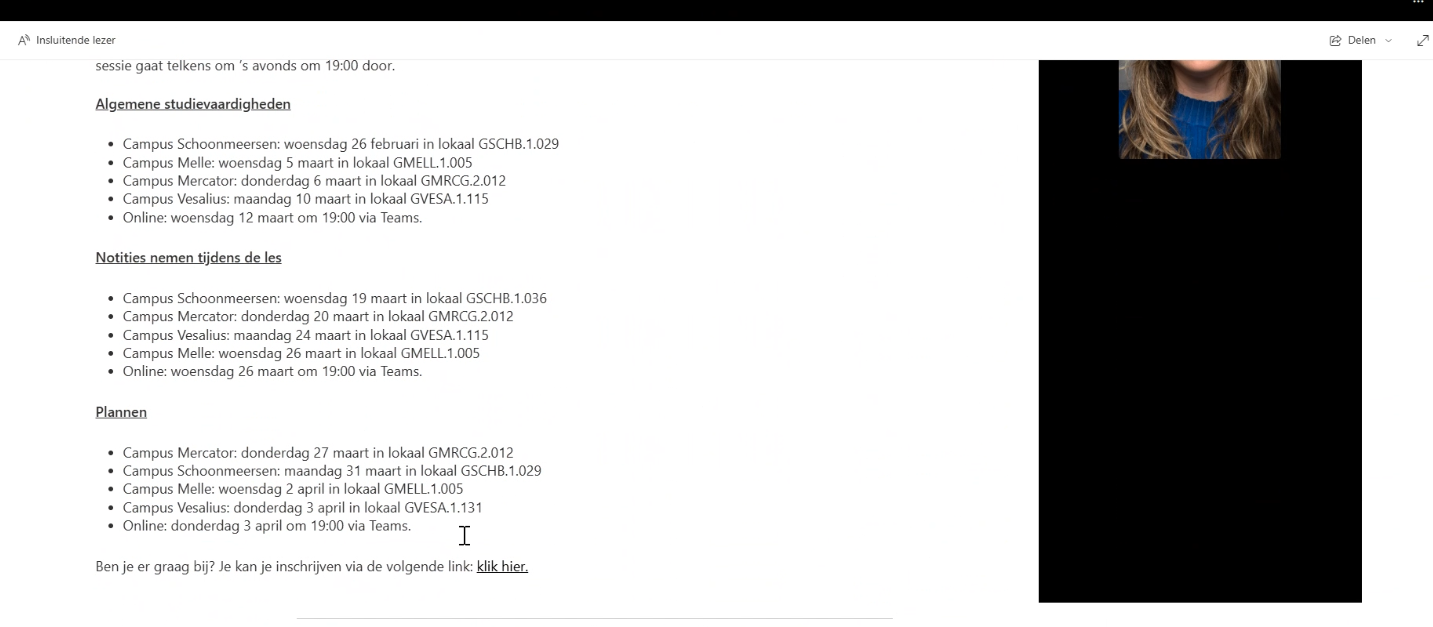 Insluitende lezer
Delen
sessie gaat telkens om 's avonds om 19:00 door.
Algemene studievaardigheden
• Campus Schoonmeersen: woensdag 26 februari in lokaal GSCHB.1.029
• Campus Melle: woensdag 5 maart in lokaal GMELL.1.005
• Campus Mercator: donderdag 6 maart in lokaal GMRCG.2.012
• Campus Vesalius: maandag 10 maart in lokaal GVESA.1.115
• Online: woensdag 12 maart om 19:00 via Teams.
Notities nemen tijdens de les
• Campus Schoonmeersen: woensdag 19 maart in lokaal GSCHB.1.036
• Campus Mercator: donderdag 20 maart in lokaal GMRCG.2.012
• Campus Vesalius: maandag 24 maart in lokaal GVESA.1.115
• Campus Melle: woensdag 26 maart in lokaal GMELL.1.005
• Online: woensdag 26 maart om 19:00 via Teams.
Plannen
• Campus Mercator: donderdag 27 maart in lokaal GMRCG.2.012
• Campus Schoonmeersen: maandag 31 maart in lokaal GSCHB.1.029
• Campus Melle: woensdag 2 april in lokaal GMELL.1.005
• Campus Vesalius: donderdag 3 april in lokaal GVESA.1.131
• Online: donderdag 3 april om 19:00 via Teams.
Ben je er graag bij? Je kan je inschrijven via de volgende link: klik hier.